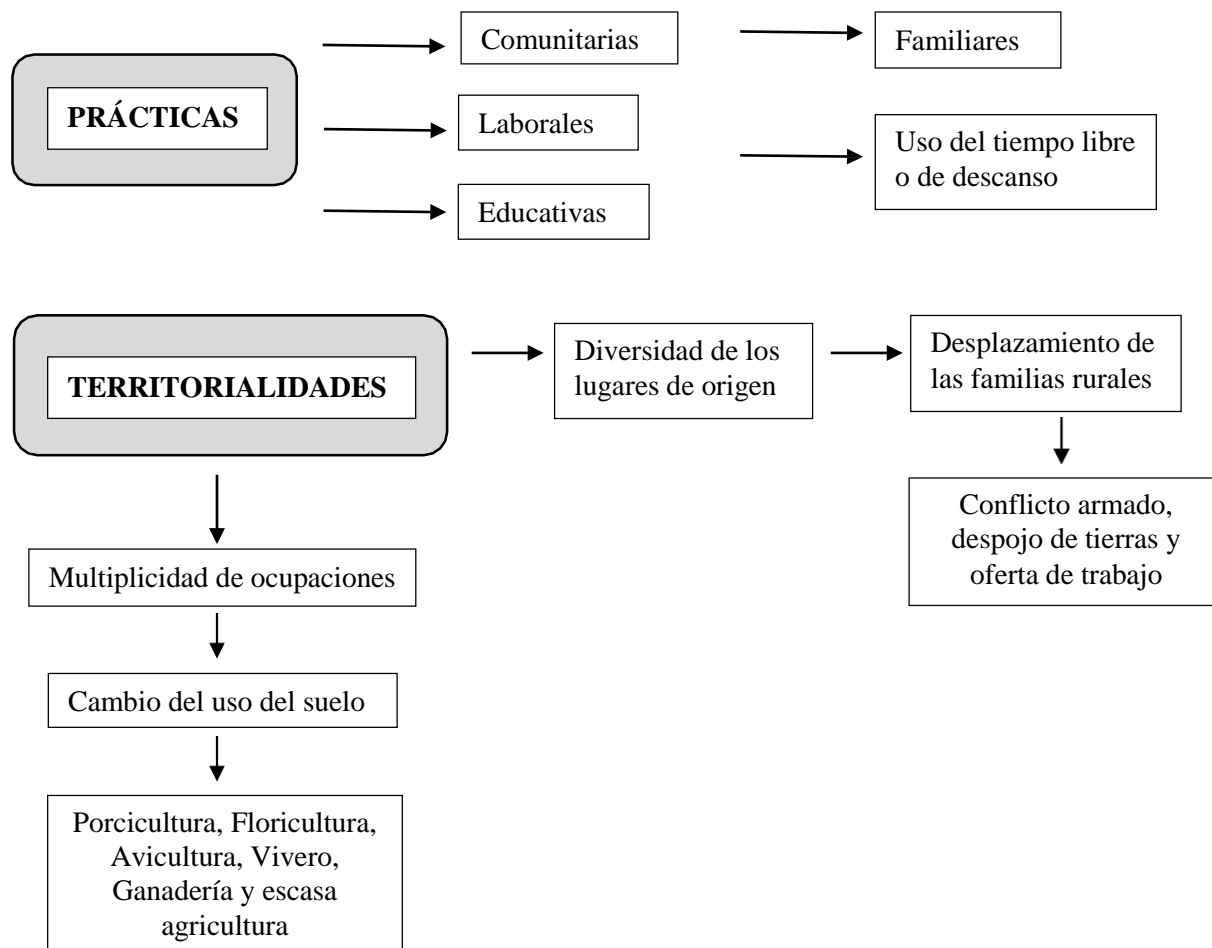 Comunitarias
Familiares
PRÁCTICAS
Laborales
Uso del tiempo libre
o de descanso
Educativas
TERRITORIALIDADES
Diversidad de los
lugares de origen
Desplazamiento de
las familias rurales
Conflicto armado,
despojo de tierras y
oferta de trabajo
Multiplicidad de ocupaciones
Cambio del uso del suelo
Porcicultura, Floricultura,
Avicultura, Vivero,
Ganadería y escasa
agricultura